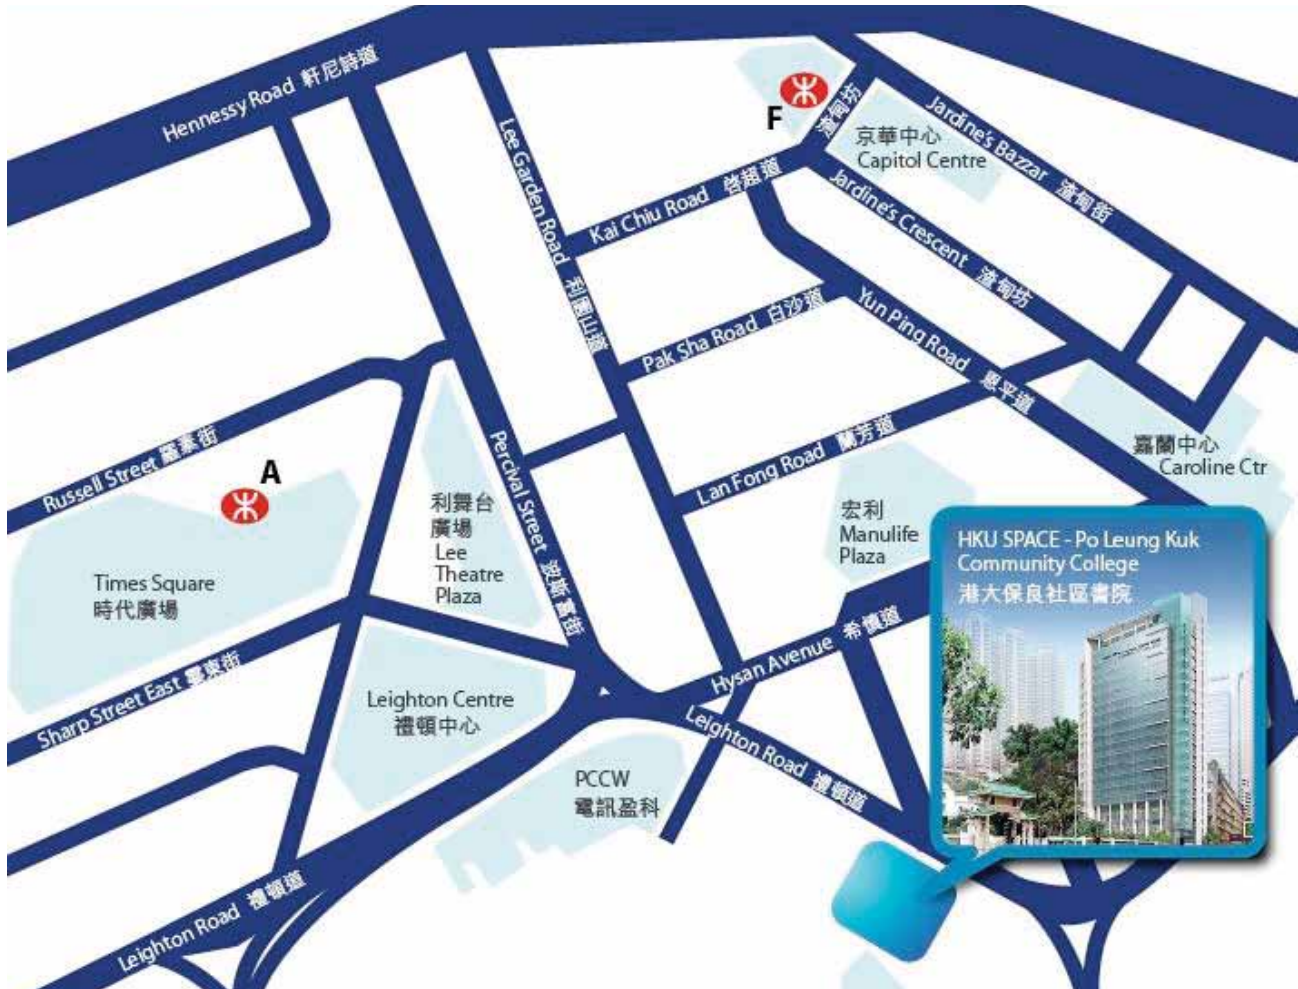 Hennessy Road 軒尼詩道
F
渣甸坊
京華中心
Capitol Centre
Jardine's Bazzar 渣甸街
Lee Garden Road 利園山道
Kai Chiu Road 啓超道
Jardine's Crescent 渣甸坊
Pak Sha Road 白沙道
Yun Ping Road 恩平道
Russell Street 羅素街
A
Percival Street 波斯富街
利舞台
廣場
Lee
Theatre
Plaza
Lan Fong Road 蘭芳道
嘉蘭中心
Caroline Ctr
宏利
Manulife
Plaza
Times Square
時代廣場
HKU SPACE - Po Leung Kuk
Community College
港大保良社區書院
Sharp Street East 霎東街
Leighton Centre
禮頓中心
Hysan Avenue 希慎道
Leighton Road 禮頓道
PCCW
電訊盈科
Leighton Road 禮頓道